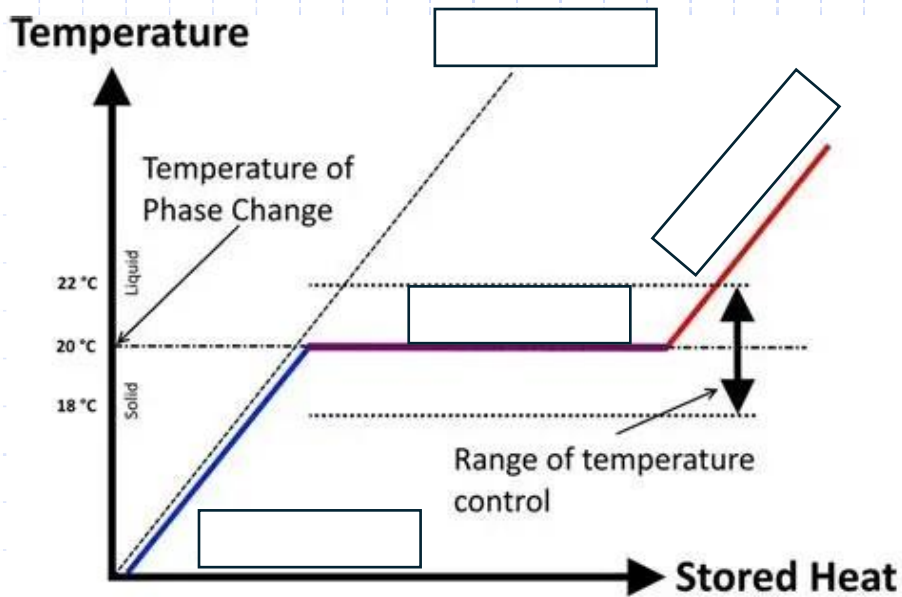 Temperature
Temperature of
Phase Change
Liquid
22 °C
20 °C
18 °C
Solid
Range of temperature
control
Stored Heat